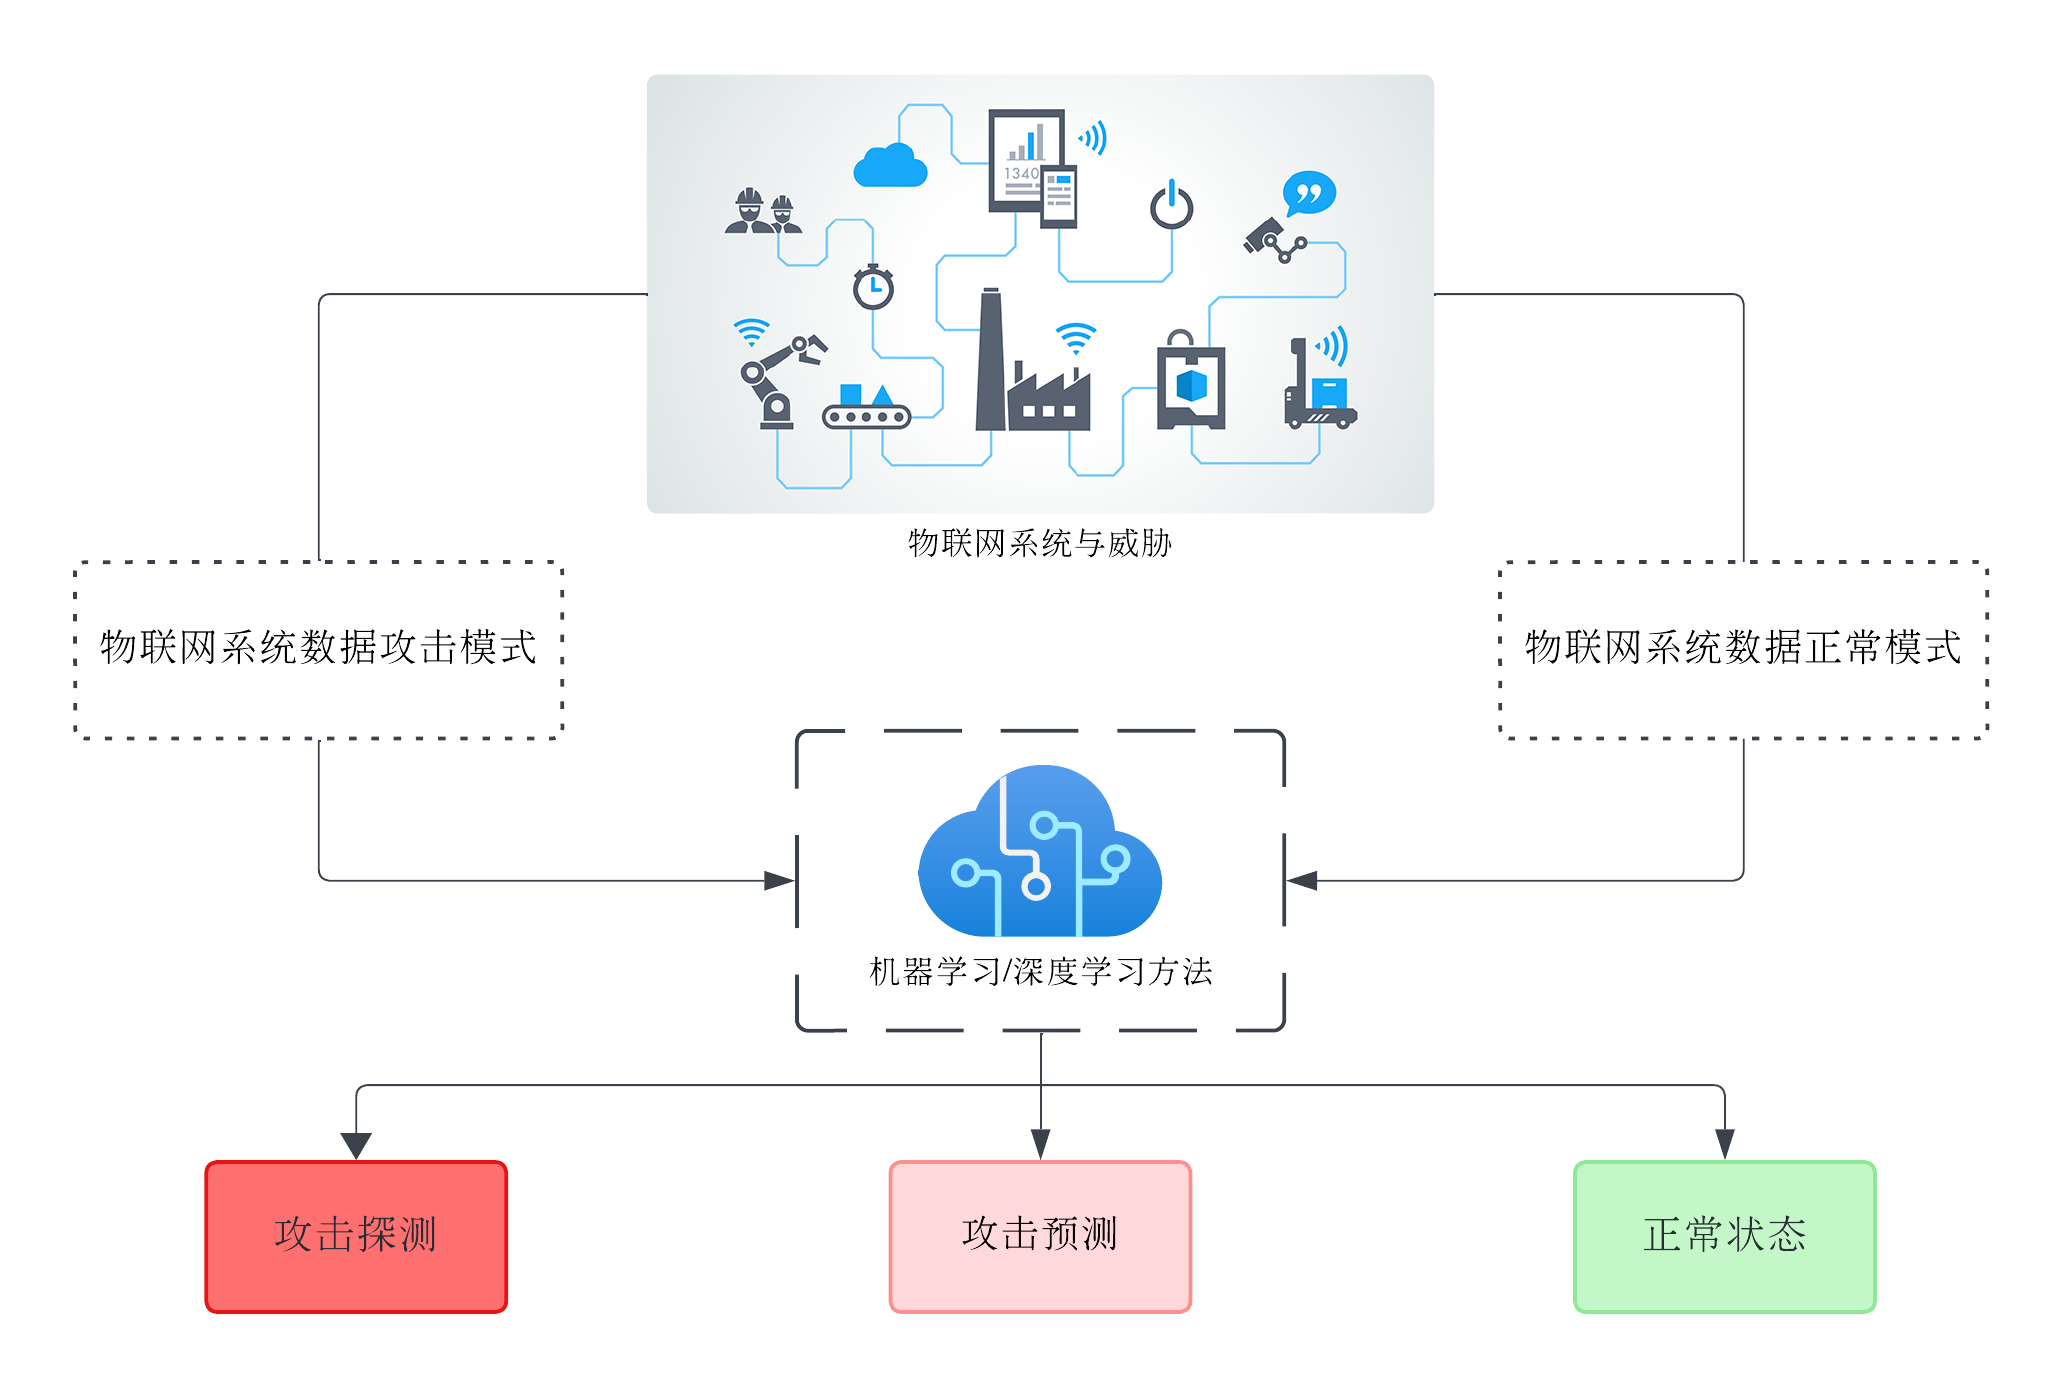 1340
物联网系统与威胁
物联网系统数据攻击模式
物联网系统数据正常模式
机器学习/深度学习方法
攻击探测
攻击预测
正常状态